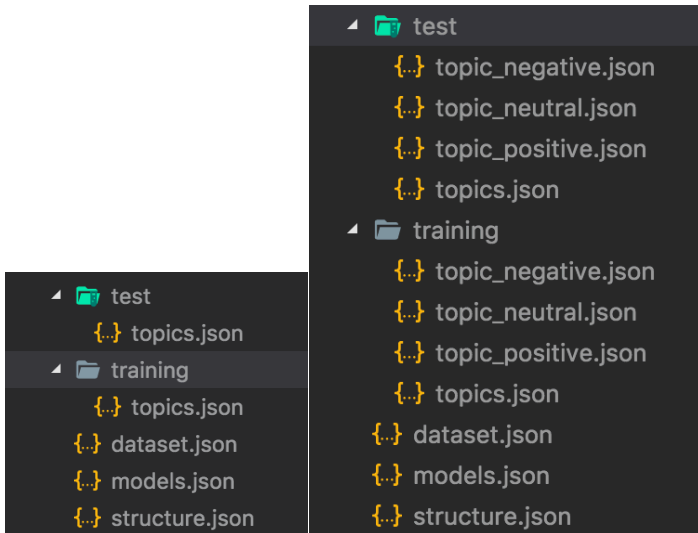 test
{...} topics.json
training
{...} topics.json
{...} dataset.json
{...} models.json
{...} structure.json
test
{...} topic_negative.json
{...} topic_neutral.json
{...} topic_positive.json
{...} topics.json
training
{...} topic_negative.json
{...} topic_neutral.json
{...} topic_positive.json
{...} topics.json
{...} dataset.json
{...} models.json
{...} structure.json